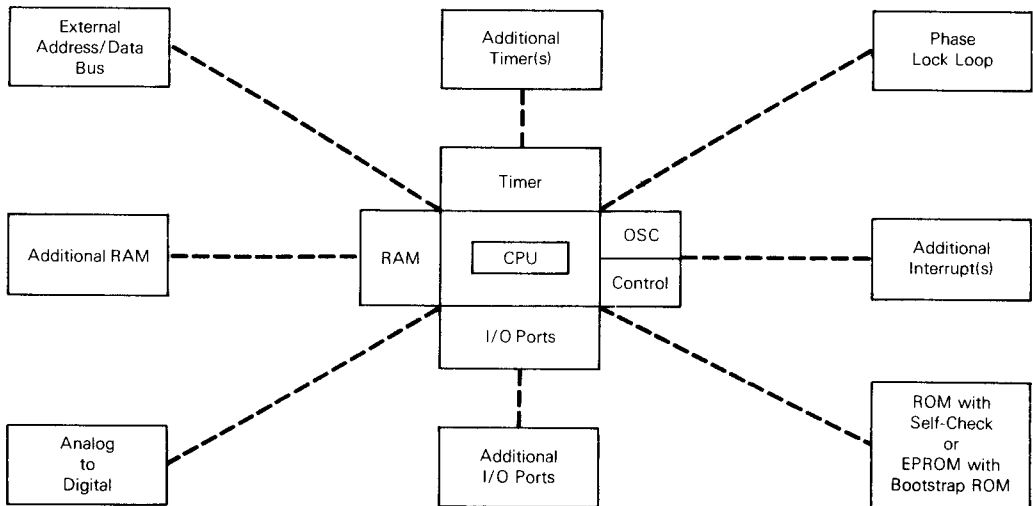 External
Address/Data
Bus
Additional
Timer(s)
Phase
Lock Loop
Timer
Additional RAM
RAM
CPU
OSC
Control
Additional
Interrupt(s)
I/O Ports
Analog
to
Digital
Additional
I/O Ports
ROM with
Self-Check
or
EPROM with
Bootstrap ROM